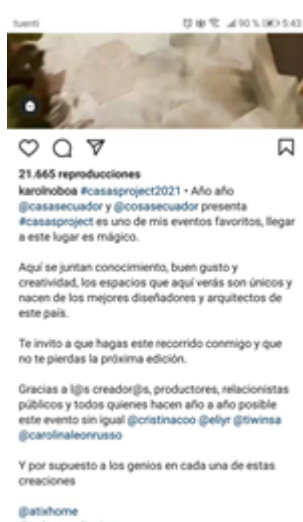 tuenti 90 % 5:43
21.665 reproducciones
karolnoboa #casasproject2021 • Año año
@casasecuador y @cosasecuador presenta
#casasproject es uno de mis eventos favoritos, llegar
a este lugar es mágico.
Aquí se juntan conocimiento, buen gusto y
creatividad, los espacios que aquí verás son únicos y
nacen de los mejores diseñadores y arquitectos de
este país.
Te invito a que hagas este recorrido conmigo y que
no te pierdas la próxima edición.
Gracias a l@s creador@s, productores, relacionistas
públicos y todos quienes hacen año a año posible
este evento sin igual @cristinacoo @eliyr @tiwinsa
@carolinaleonrusso
Y por supuesto a los genios en cada una de estas
creaciones
@atixhome